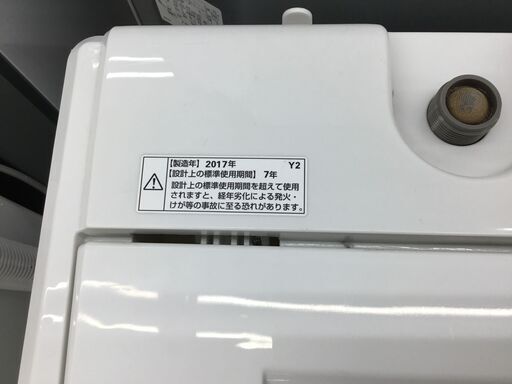 【製造年】2017年 Y2
【設計上の標準使用期間】7年
設計上の標準使用期間を超えて使用
されますと、経年劣化による発火・
けが等の事故に至る恐れがあります。